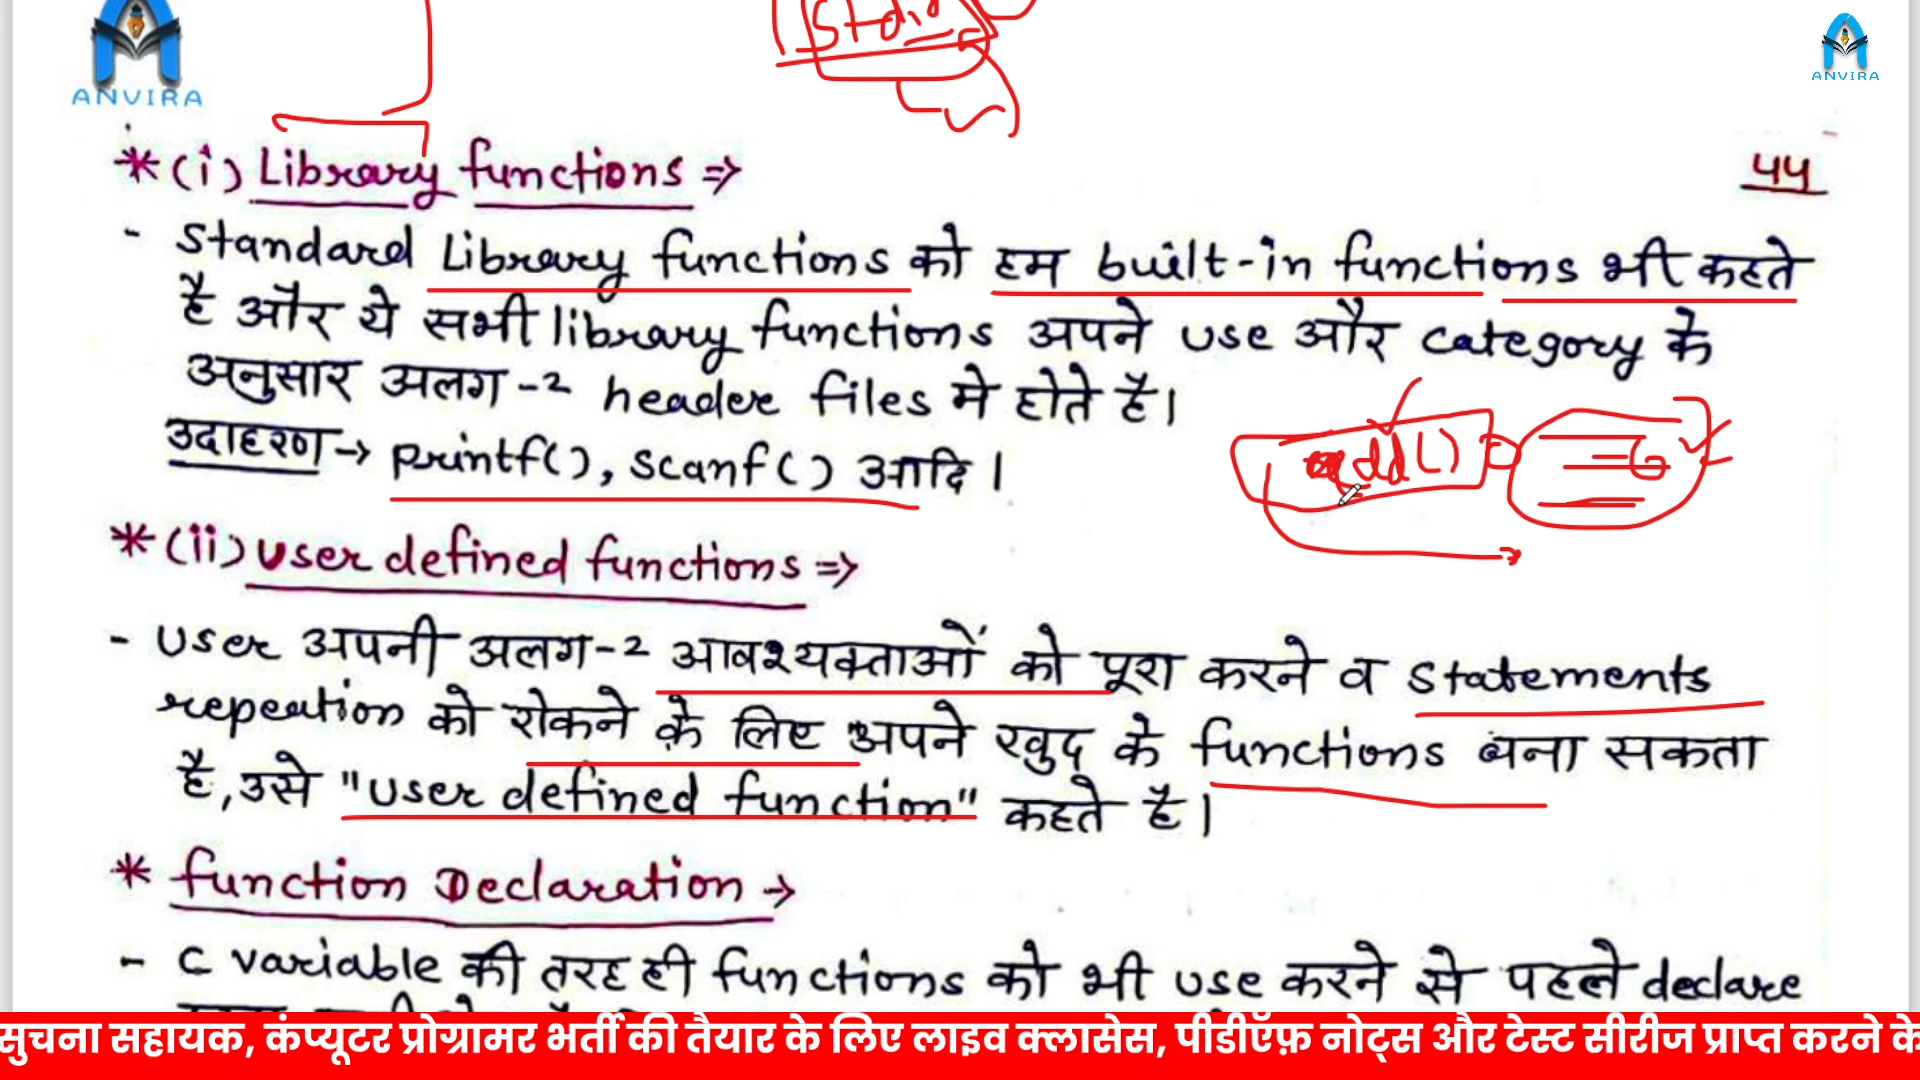 Std.i
ANVIRA
ANVIRA
*(i) Library functions =>
44
- Standard Library functions को हम built-in functions भी कहते
है और ये सभी library functions अपने use और category के
अनुसार अलग-2 header files मे होते है।
उदाहरण → printf(), scanf() आदि।
add()
*(ii) User defined functions =>
- User अपनी अलग-2 आवश्यक्ताओं को पूरा करने व statements
repeation को रोकने के लिए अपने खुद के functions बना सकता
है, उसे "user defined function" कहते है।
* function Declaration →
- C variable की तरह ही functions को भी use करने से पहले declare
सुचना सहायक, कंप्यूटर प्रोग्रामर भर्ती की तैयार के लिए लाइव क्लासेस, पीडीऍफ़ नोट्स और टेस्ट सीरीज प्राप्त करने के